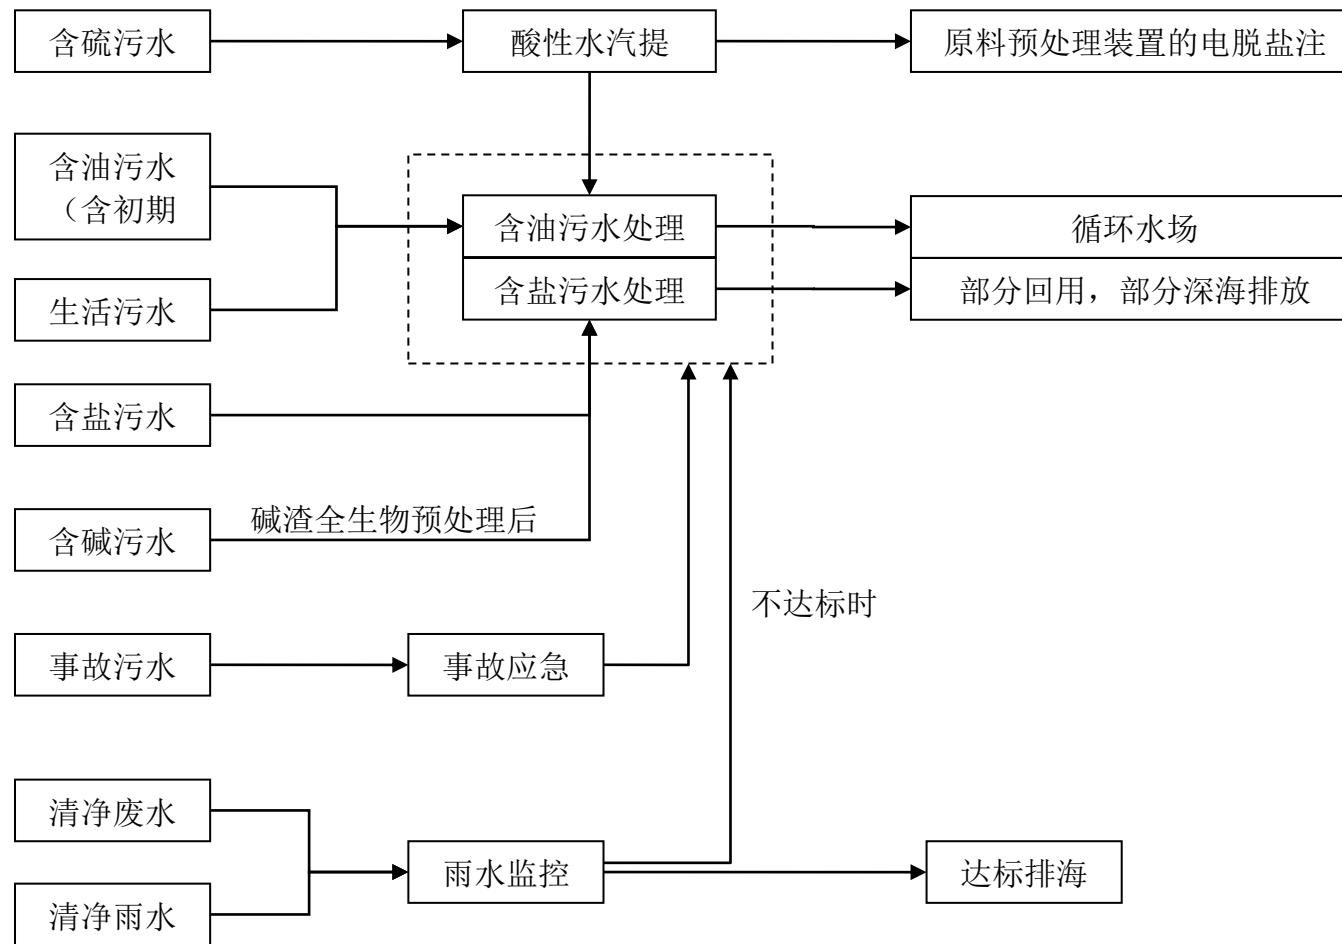 含硫污水
酸性水汽提
原料预处理装置的电脱盐注
含油污水
（含初期
含油污水处理
循环水场
含盐污水处理
部分回用，部分深海排放
生活污水
含盐污水
含碱污水
碱渣全生物预处理后
不达标时
事故污水
事故应急
清净废水
雨水监控
达标排海
清净雨水